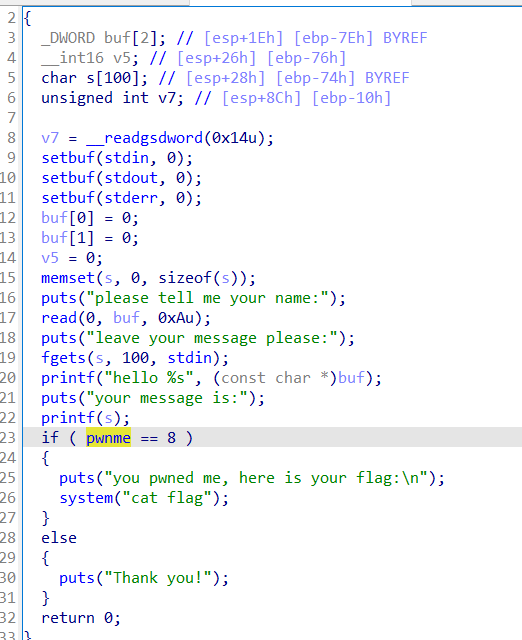 2 {
3 _DWORD buf[2]; // [esp+1Eh] [ebp-7Eh] BYREF
4 __int16 v5; // [esp+26h] [ebp-76h]
5 char s[100]; // [esp+28h] [ebp-74h] BYREF
6 unsigned int v7; // [esp+8Ch] [ebp-10h]
7
8 v7 = __readgsdword(0x14u);
9 setbuf(stdin, 0);
10 setbuf(stdout, 0);
11 setbuf(stderr, 0);
12 buf[0] = 0;
13 buf[1] = 0;
14 v5 = 0;
15 memset(s, 0, sizeof(s));
16 puts("please tell me your name:");
17 read(0, buf, 0xAu);
18 puts("leave your message please:");
19 fgets(s, 100, stdin);
20 printf("hello %s", (const char *)buf);
21 puts("your message is:");
22 printf(s);
23 if ( pwnme == 8 )
24 {
25 puts("you pwned me, here is your flag:\n");
26 system("cat flag");
27 }
28 else
29 {
30 puts("Thank you!");
31 }
32 return 0;
33 }